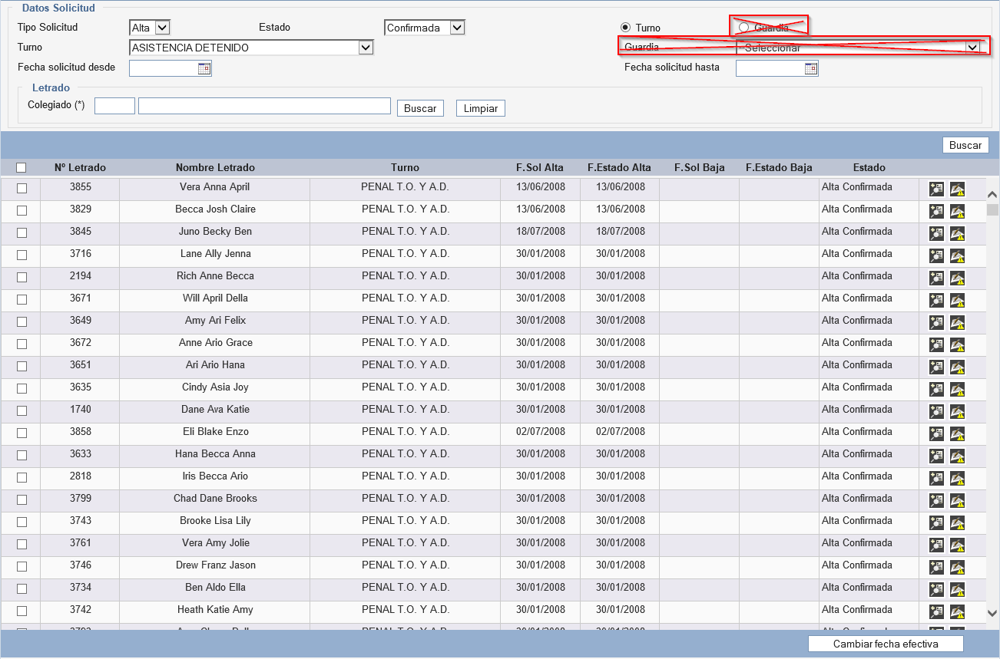 Datos Solicitud
Tipo Solicitud Alta Estado Confirmada Turno Guardia
Turno ASISTENCIA DETENIDO Guardia --Seleccionar
Fecha solicitud desde Fecha solicitud hasta
Letrado
Colegiado (*) Buscar Limpiar
Buscar
Nº Letrado Nombre Letrado Turno F.Sol Alta F.Estado Alta F.Sol Baja F.Estado Baja Estado
3855 Vera Anna April PENAL T.O. Y A.D. 13/06/2008 13/06/2008 Alta Confirmada
3829 Becca Josh Claire PENAL T.O. Y A.D. 13/06/2008 13/06/2008 Alta Confirmada
3845 Juno Becky Ben PENAL T.O. Y A.D. 18/07/2008 18/07/2008 Alta Confirmada
3716 Lane Ally Jenna PENAL T.O. Y A.D. 30/01/2008 30/01/2008 Alta Confirmada
2194 Rich Anne Becca PENAL T.O. Y A.D. 30/01/2008 30/01/2008 Alta Confirmada
3671 Will April Della PENAL T.O. Y A.D. 30/01/2008 30/01/2008 Alta Confirmada
3649 Amy Ari Felix PENAL T.O. Y A.D. 30/01/2008 30/01/2008 Alta Confirmada
3672 Anne Ario Grace PENAL T.O. Y A.D. 30/01/2008 30/01/2008 Alta Confirmada
3651 Ari Ario Hana PENAL T.O. Y A.D. 30/01/2008 30/01/2008 Alta Confirmada
3635 Cindy Asia Joy PENAL T.O. Y A.D. 30/01/2008 30/01/2008 Alta Confirmada
1740 Dane Ava Katie PENAL T.O. Y A.D. 30/01/2008 30/01/2008 Alta Confirmada
3858 Eli Blake Enzo PENAL T.O. Y A.D. 02/07/2008 02/07/2008 Alta Confirmada
3633 Hana Becca Anna PENAL T.O. Y A.D. 30/01/2008 30/01/2008 Alta Confirmada
2818 Iris Becca Ario PENAL T.O. Y A.D. 30/01/2008 30/01/2008 Alta Confirmada
3799 Chad Dane Brooks PENAL T.O. Y A.D. 30/01/2008 30/01/2008 Alta Confirmada
3743 Brooke Lisa Lily PENAL T.O. Y A.D. 30/01/2008 30/01/2008 Alta Confirmada
3761 Vera Amy Jolie PENAL T.O. Y A.D. 30/01/2008 30/01/2008 Alta Confirmada
3746 Drew Franz Jason PENAL T.O. Y A.D. 30/01/2008 30/01/2008 Alta Confirmada
3734 Ben Aldo Ella PENAL T.O. Y A.D. 30/01/2008 30/01/2008 Alta Confirmada
3742 Heath Katie Amy PENAL T.O. Y A.D. 30/01/2008 30/01/2008 Alta Confirmada
Cambiar fecha efectiva